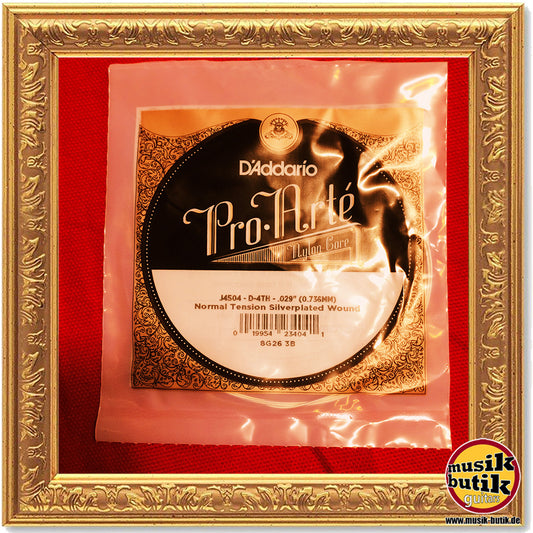 D'Addario
Pro·Arté
Nylon Core
J4504 - D-4TH - .029" (0.736MM)
Normal Tension Silverplated Wound
0 19954 23404 1
8G26 3B
musik
butik
guitar
www.musik-butik.de